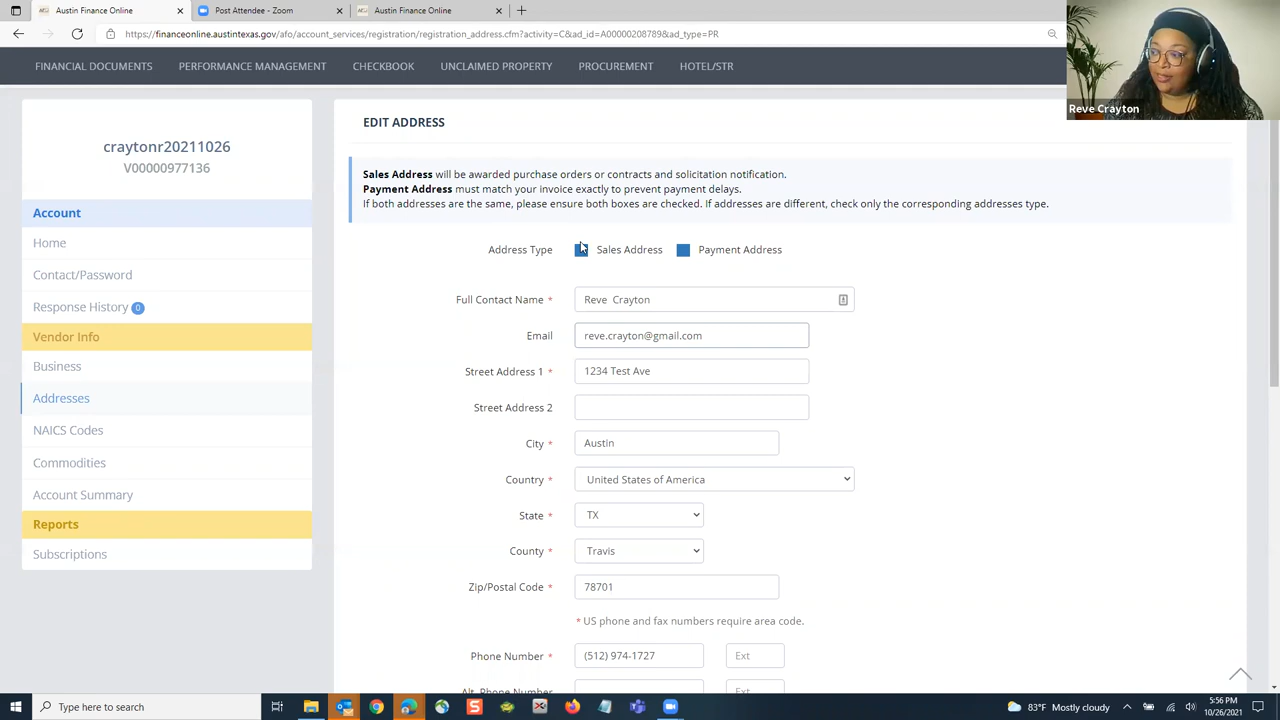 Austin Finance Online
Post Attendee - Zoom
Austin Finance Online
https://financeonline.austintexas.gov/afo/account_services/registration/registration_address.cfm?activity=C&ad_id=A00000208789&ad_type=PR
FINANCIAL DOCUMENTS PERFORMANCE MANAGEMENT CHECKBOOK UNCLAIMED PROPERTY PROCUREMENT HOTEL/STR
Reve Crayton
craytonr20211026
V00000977136
Account
Home
Contact/Password
Response History 0
Vendor Info
Business
Addresses
NAICS Codes
Commodities
Account Summary
Reports
Subscriptions
EDIT ADDRESS
Sales Address will be awarded purchase orders or contracts and solicitation notification.
Payment Address must match your invoice exactly to prevent payment delays.
If both addresses are the same, please ensure both boxes are checked. If addresses are different, check only the corresponding addresses type.
Address Type Sales Address Payment Address
Full Contact Name * Reve Crayton
Email reve.crayton@gmail.com
Street Address 1 * 1234 Test Ave
Street Address 2
City * Austin
Country * United States of America
State * TX
County * Travis
Zip/Postal Code * 78701
* US phone and fax numbers require area code.
Phone Number * (512) 974-1727 Ext
Alt. Phone Number Ext
Type here to search
83°F Mostly cloudy
5:56 PM
10/26/2021